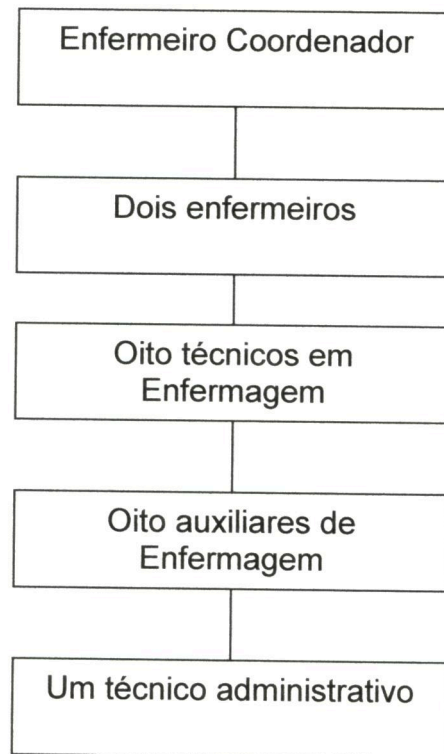 Enfermeiro Coordenador
Dois enfermeiros
Oito técnicos em
Enfermagem
Oito auxiliares de
Enfermagem
Um técnico administrativo